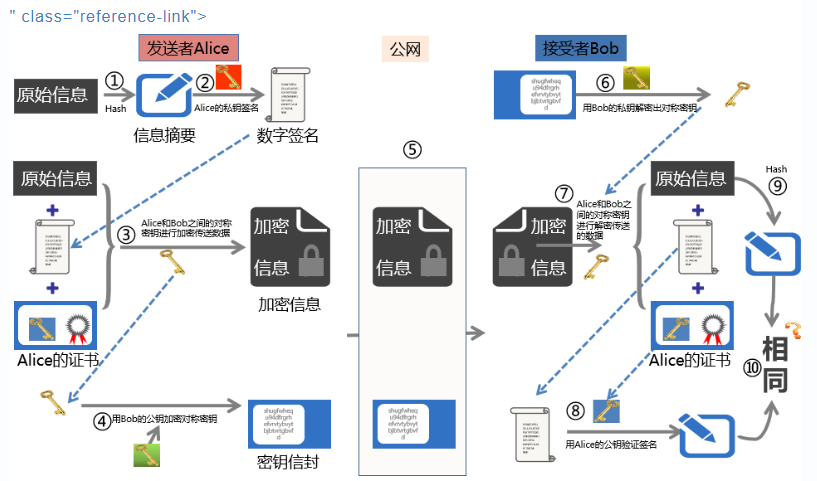 " class="reference-link">
发送者Alice
公网
接受者Bob
原始信息
①
Hash
信息摘要
②
Alice的私钥签名
数字签名
⑤
shugfwheq
u94dfrgrh
efvrvtybvyt
bjbtvrtgbvf
d
⑥
用Bob的私钥解密出对称密钥
原始信息
+
+
Alice的证书
③
Alice和Bob之间的对称
密钥进行加密传送数据
加密
信息
加密信息
加密
信息
加密
信息
⑦
Alice和Bob之
间的对称密钥
进行解密传送
的数据
原始信息
+
+
Alice的证书
Hash
⑨
⑩
相
同
?
④
用Bob的公钥加密对称密钥
shugfwheq
u94dfrgrh
efvrvtybvyt
bjbtvrtgbvf
d
密钥信封
shugfwheq
u94dfrgrh
efvrvtybvyt
bjbtvrtgbvf
d
⑧
用Alice的公钥验证签名